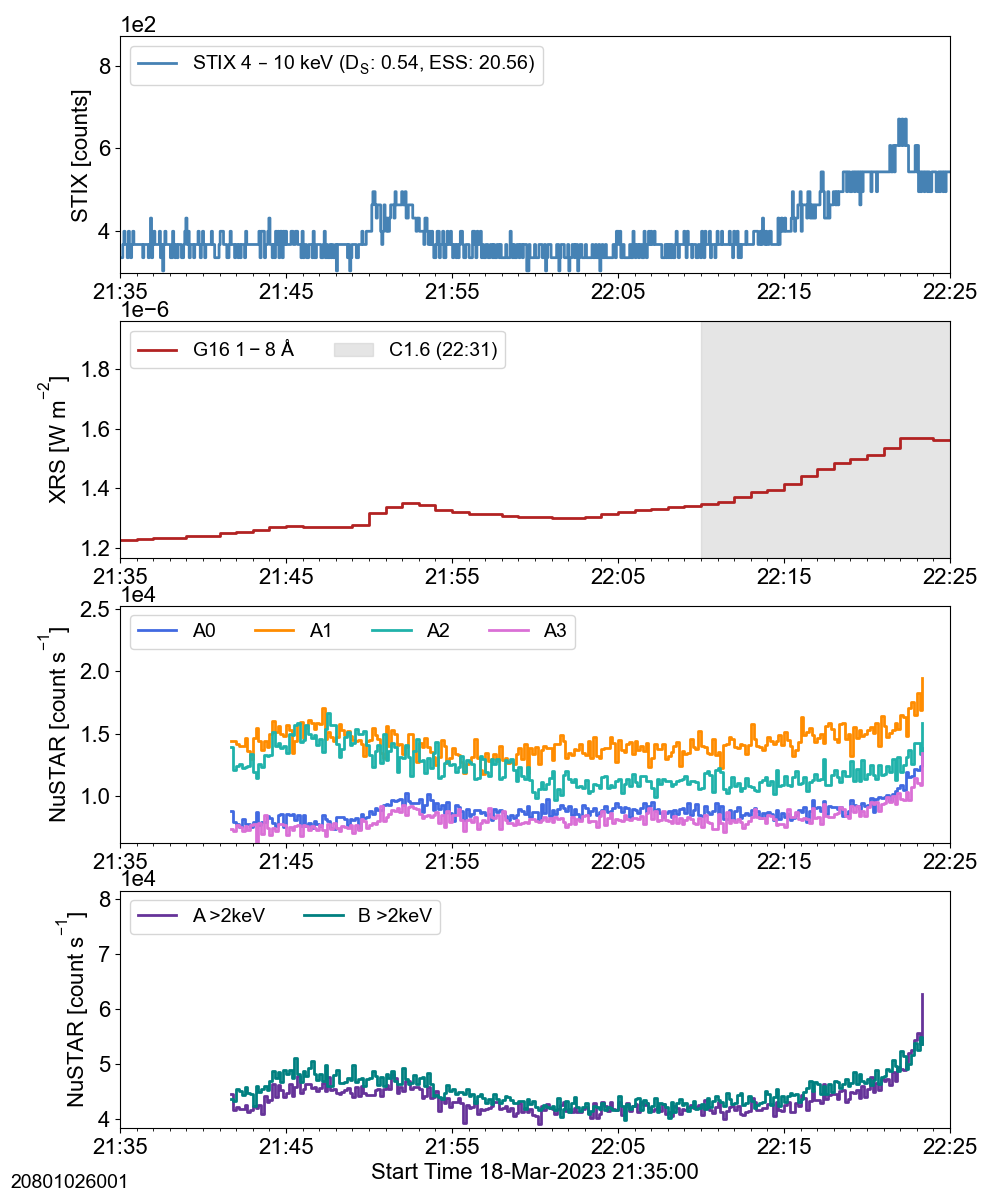 1e2
STIX 4 – 10 keV (D_S: 0.54, ESS: 20.56)
STIX [counts]
8
6
4
21:35 21:45 21:55 22:05 22:15 22:25
1e−6
G16 1 – 8 Å C1.6 (22:31)
XRS [W m⁻²]
1.8
1.6
1.4
1.2
21:35 21:45 21:55 22:05 22:15 22:25
1e4
A0 A1 A2 A3
NuSTAR [count s⁻¹]
2.5
2.0
1.5
1.0
21:35 21:45 21:55 22:05 22:15 22:25
1e4
A >2keV B >2keV
NuSTAR [count s⁻¹]
8
7
6
5
4
21:35 21:45 21:55 22:05 22:15 22:25
Start Time 18-Mar-2023 21:35:00
20801026001